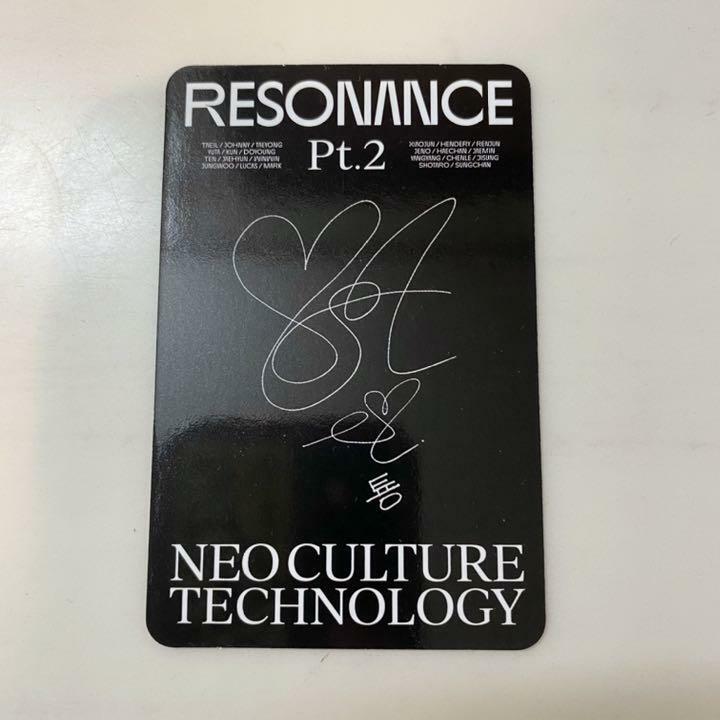 RESONANCE
Pt.2
TAEIL / JOHNNY / TAEYONG
YUTA / KUN / DOYOUNG
TEN / JAEHYUN / WINWIN
JUNGWOO / LUCAS / MARK
XIAOJUN / HENDERY / RENJUN
JENO / HAECHAN / JAEMIN
YANGYANG / CHENLE / JISUNG
SHOTARO / SUNGCHAN
통
NEO CULTURE
TECHNOLOGY